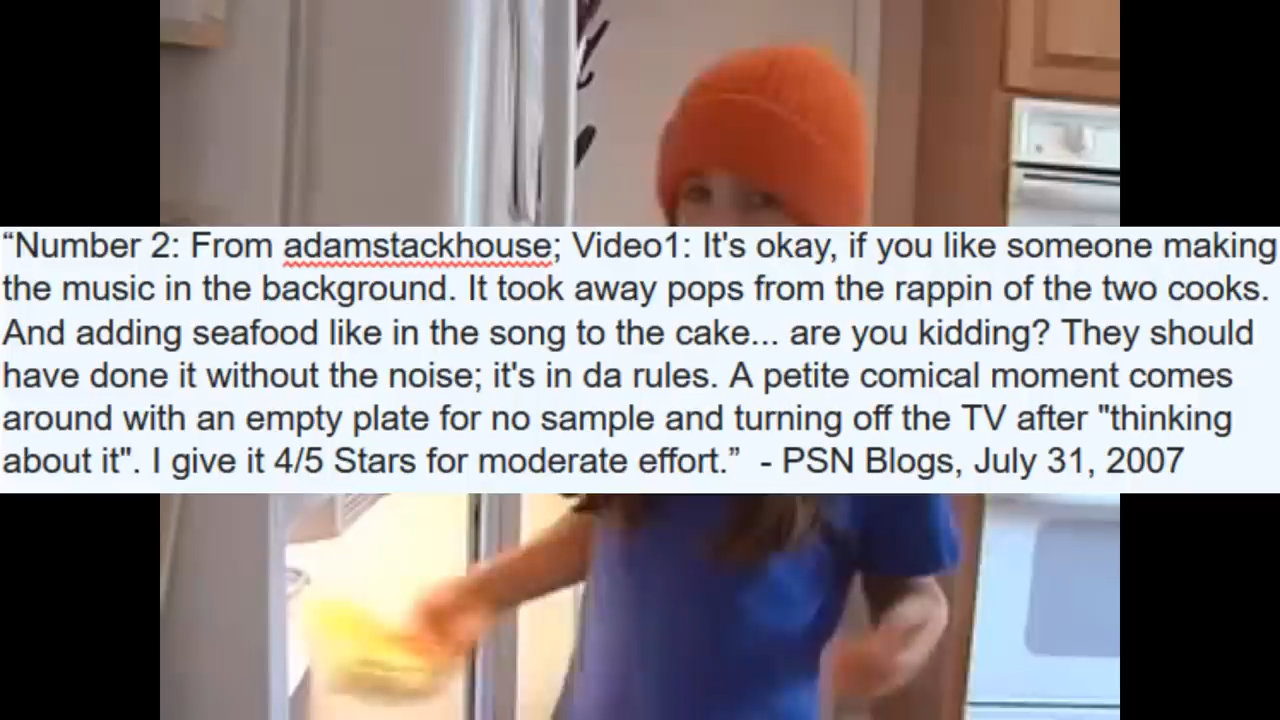 “Number 2: From adamstackhouse; Video1: It's okay, if you like someone making
the music in the background. It took away pops from the rappin of the two cooks.
And adding seafood like in the song to the cake... are you kidding? They should
have done it without the noise; it's in da rules. A petite comical moment comes
around with an empty plate for no sample and turning off the TV after "thinking
about it". I give it 4/5 Stars for moderate effort.”  - PSN Blogs, July 31, 2007